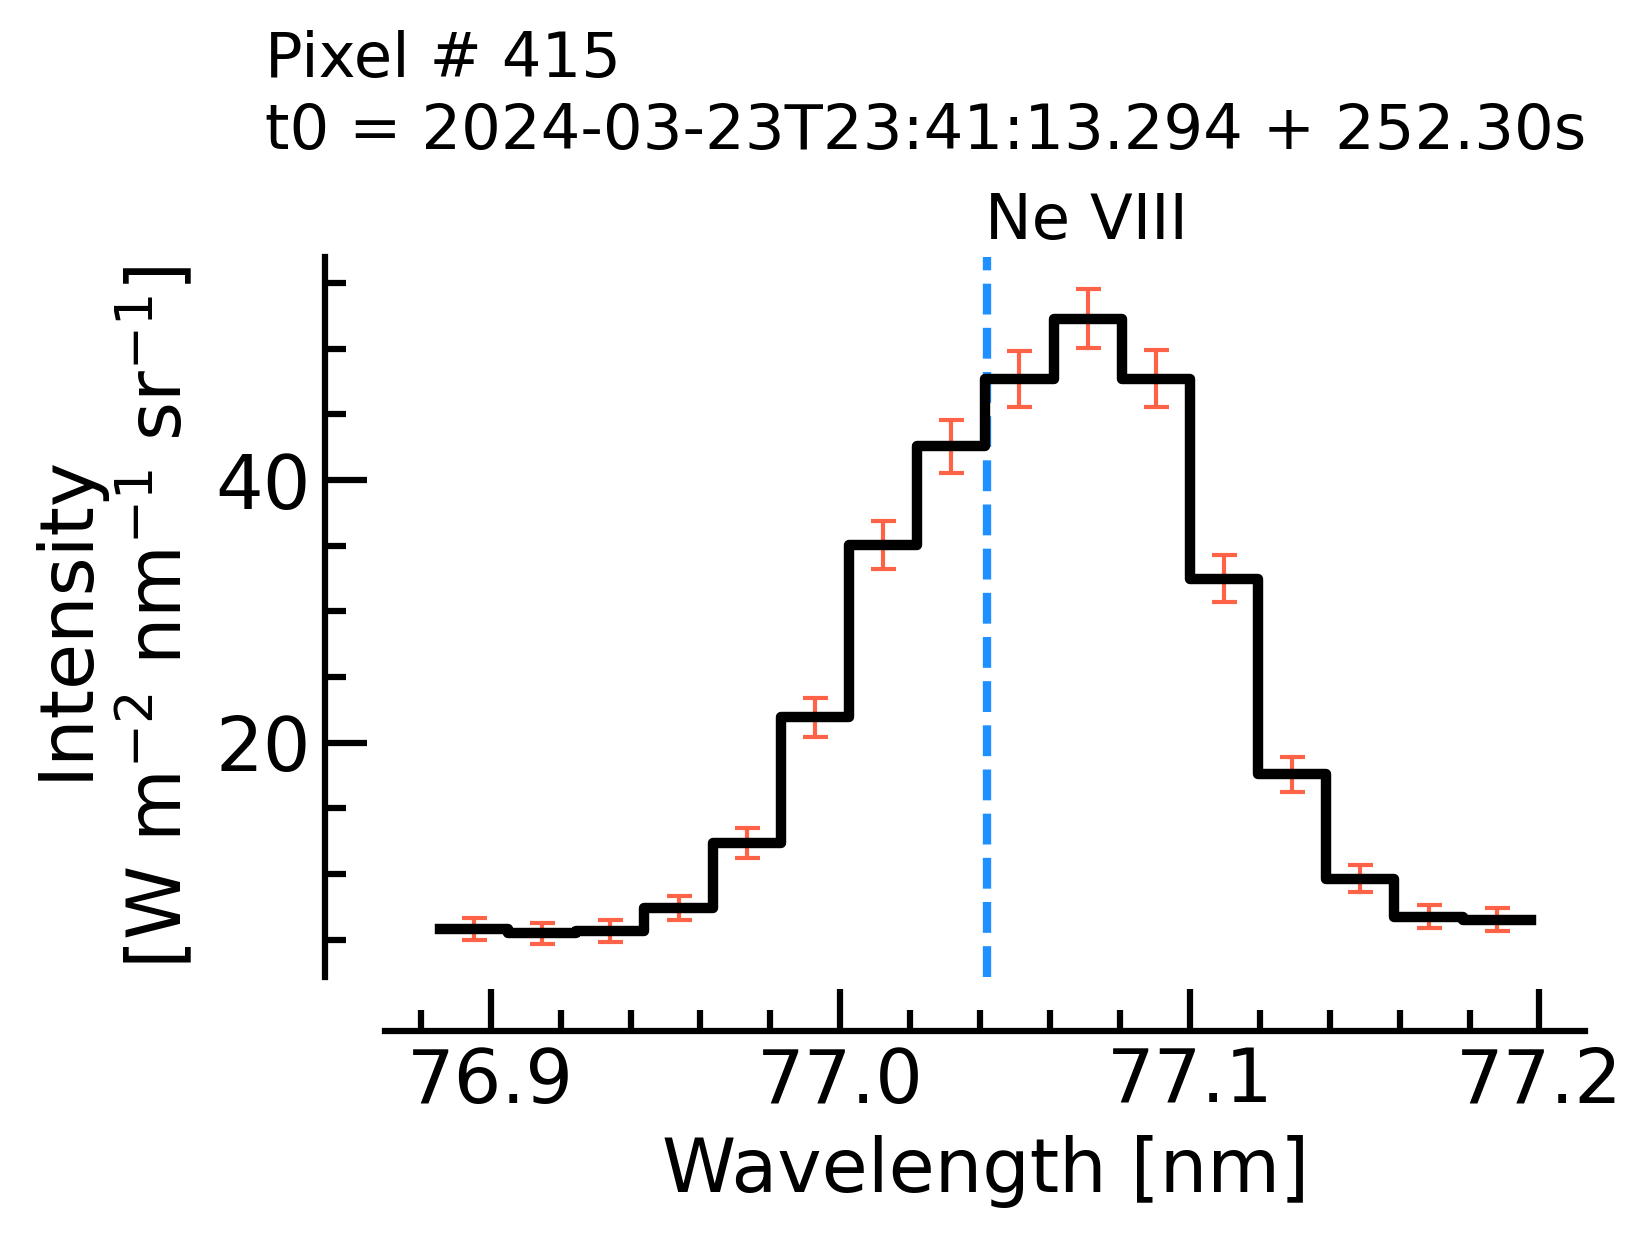 Pixel # 415
t0 = 2024-03-23T23:41:13.294 + 252.30s
Ne VIII
Intensity
[W m⁻² nm⁻¹ sr⁻¹]
40
20
76.9 77.0 77.1 77.2
Wavelength [nm]